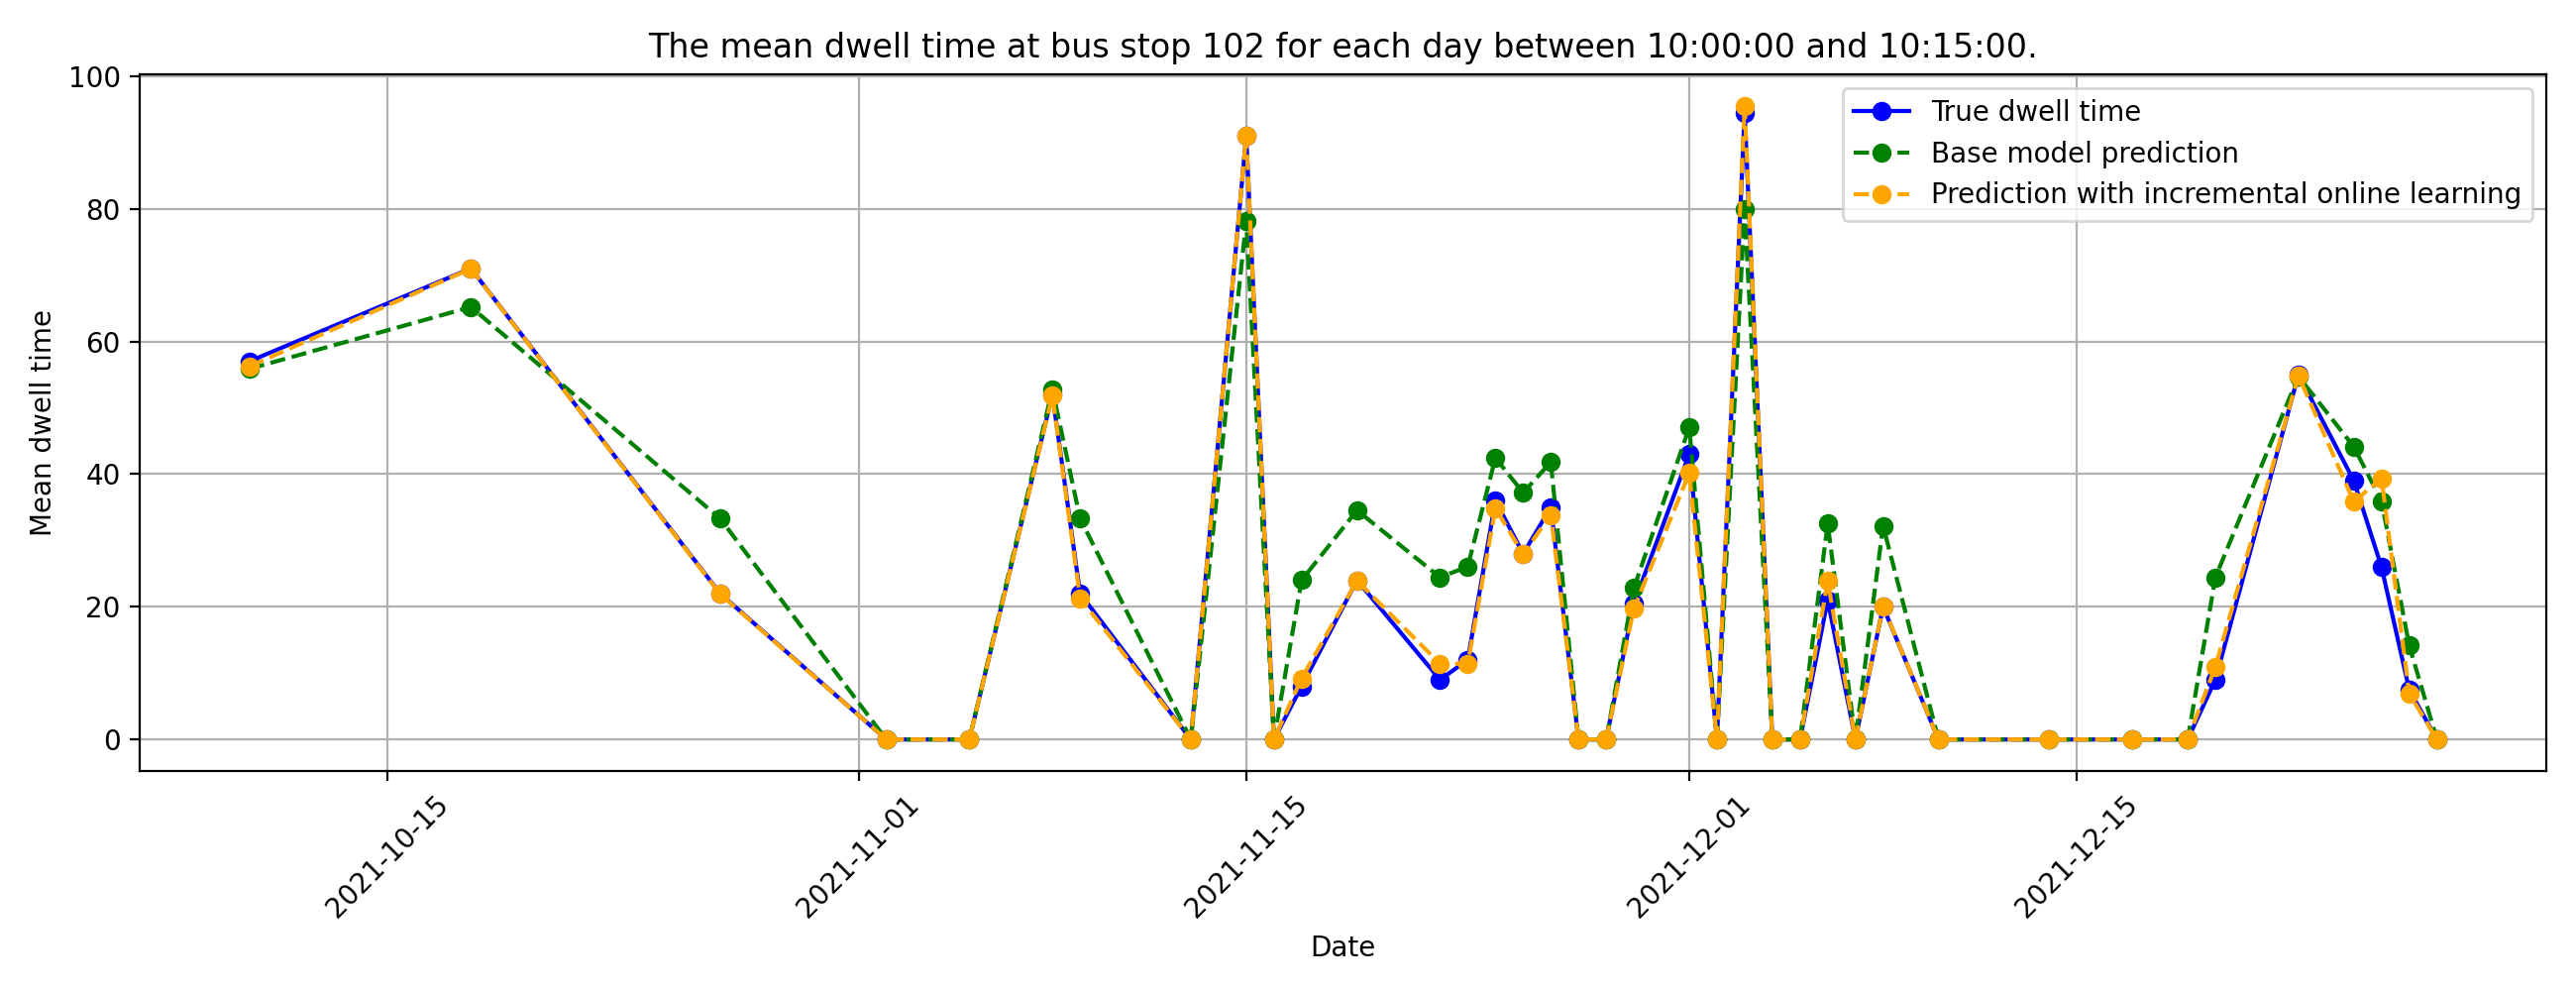 The mean dwell time at bus stop 102 for each day between 10:00:00 and 10:15:00.
True dwell time
Base model prediction
Prediction with incremental online learning
Mean dwell time
100
80
60
40
20
0
2021-10-15
2021-11-01
2021-11-15
2021-12-01
2021-12-15
Date